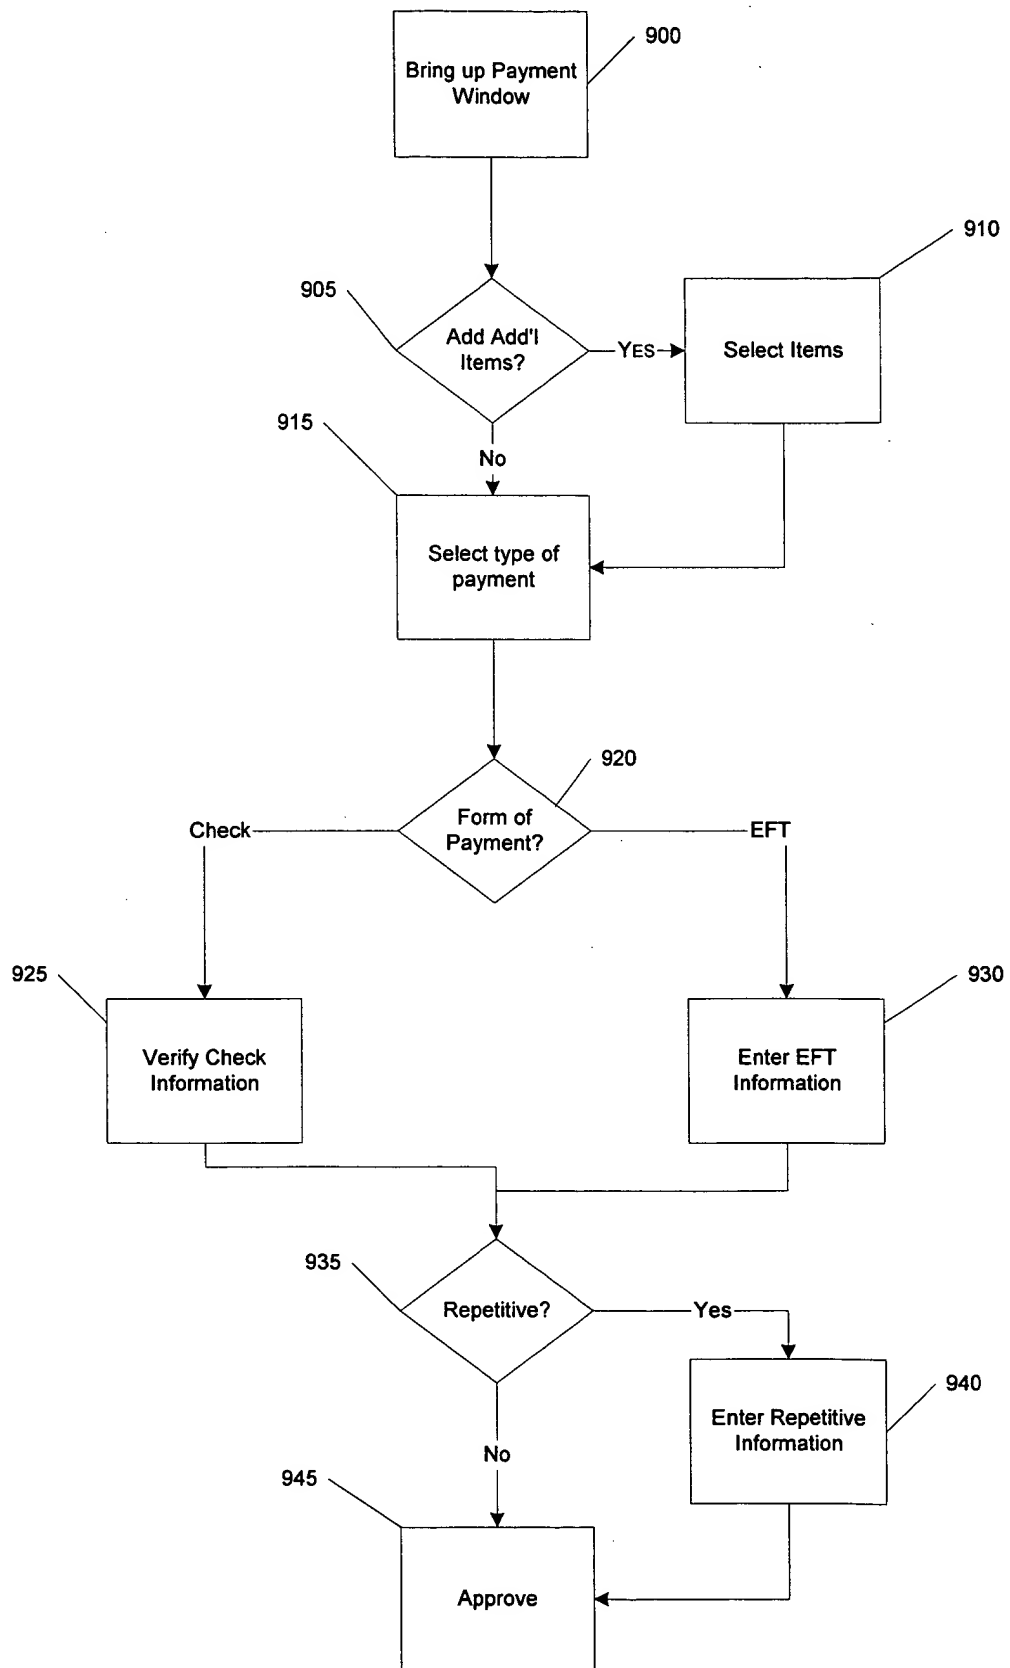 900
Bring up Payment
Window
910
905
Add Add'l
Items?
YES
Select Items
915
No
Select type of
payment
920
Form of
Payment?
Check
EFT
925
930
Verify Check
Information
Enter EFT
Information
935
Repetitive?
Yes
940
Enter Repetitive
Information
No
945
Approve